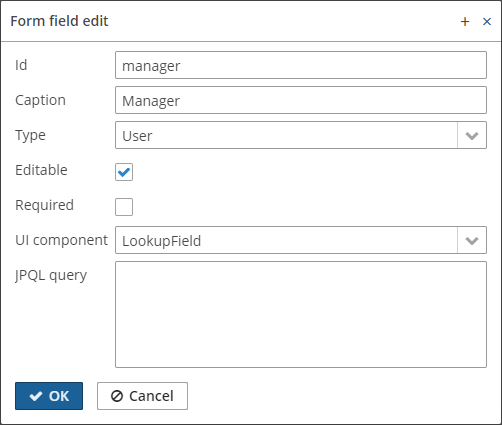 Form field edit
Id
manager
Caption
Manager
Type
User
Editable
Required
UI component
LookupField
JPQL query
OK
Cancel